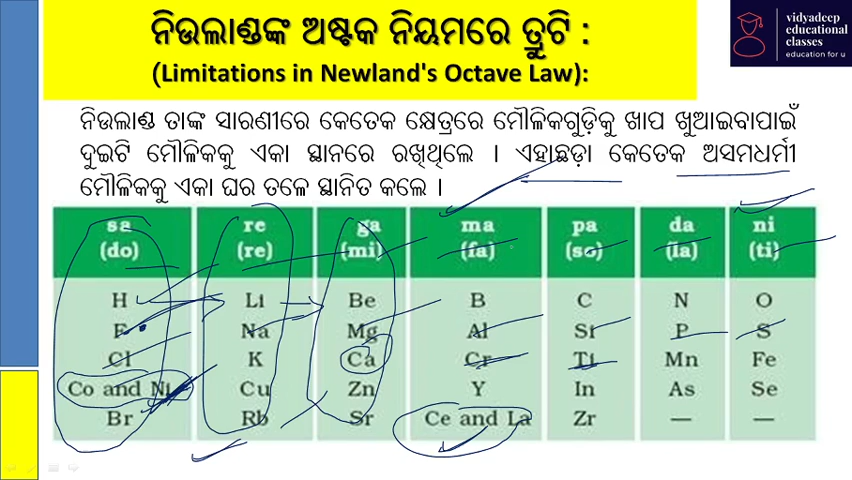 ନିଉଲାଣ୍ଡଙ୍କ ଅଷ୍ଟକ ନିୟମରେ ତ୍ରୁଟି :
(Limitations in Newland's Octave Law):
vidyadeep
educational
classes
education for u
ନିଉଲାଣ୍ଡ ତାଙ୍କ ସାରଣୀରେ କେତେକ କ୍ଷେତ୍ରରେ ମୌଳିକଗୁଡ଼ିକୁ ଖାପ ଖୁଆଇବାପାଇଁ
ଦୁଇଟି ମୌଳିକକୁ ଏକା ସ୍ଥାନରେ ରଖିଥିଲେ । ଏହାଛଡ଼ା କେତେକ ଅସମଧର୍ମୀ
ମୌଳିକକୁ ଏକା ଘର ତଳେ ସ୍ଥାନିତ କଲେ ।
sa re ga ma pa da ni
(do) (re) (mi) (fa) (so) (la) (ti)
H Li Be B C N O
F Na Mg Al Si P S
Cl K Ca Cr Ti Mn Fe
Co and Ni Cu Zn Y In As Se
Br Rb Sr Ce and La Zr — —